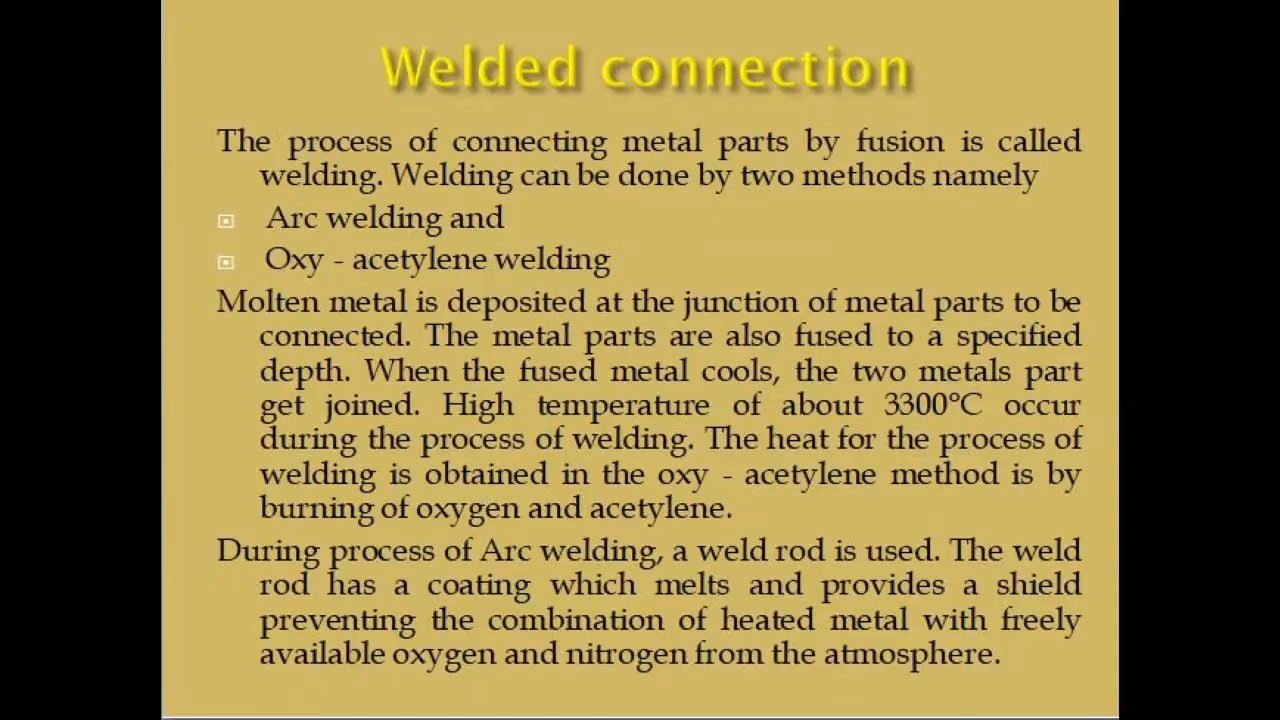 Welded connection
The process of connecting metal parts by fusion is called
welding. Welding can be done by two methods namely
Arc welding and
Oxy - acetylene welding
Molten metal is deposited at the junction of metal parts to be
connected. The metal parts are also fused to a specified
depth. When the fused metal cools, the two metals part
get joined. High temperature of about 3300°C occur
during the process of welding. The heat for the process of
welding is obtained in the oxy - acetylene method is by
burning of oxygen and acetylene.
During process of Arc welding, a weld rod is used. The weld
rod has a coating which melts and provides a shield
preventing the combination of heated metal with freely
available oxygen and nitrogen from the atmosphere.